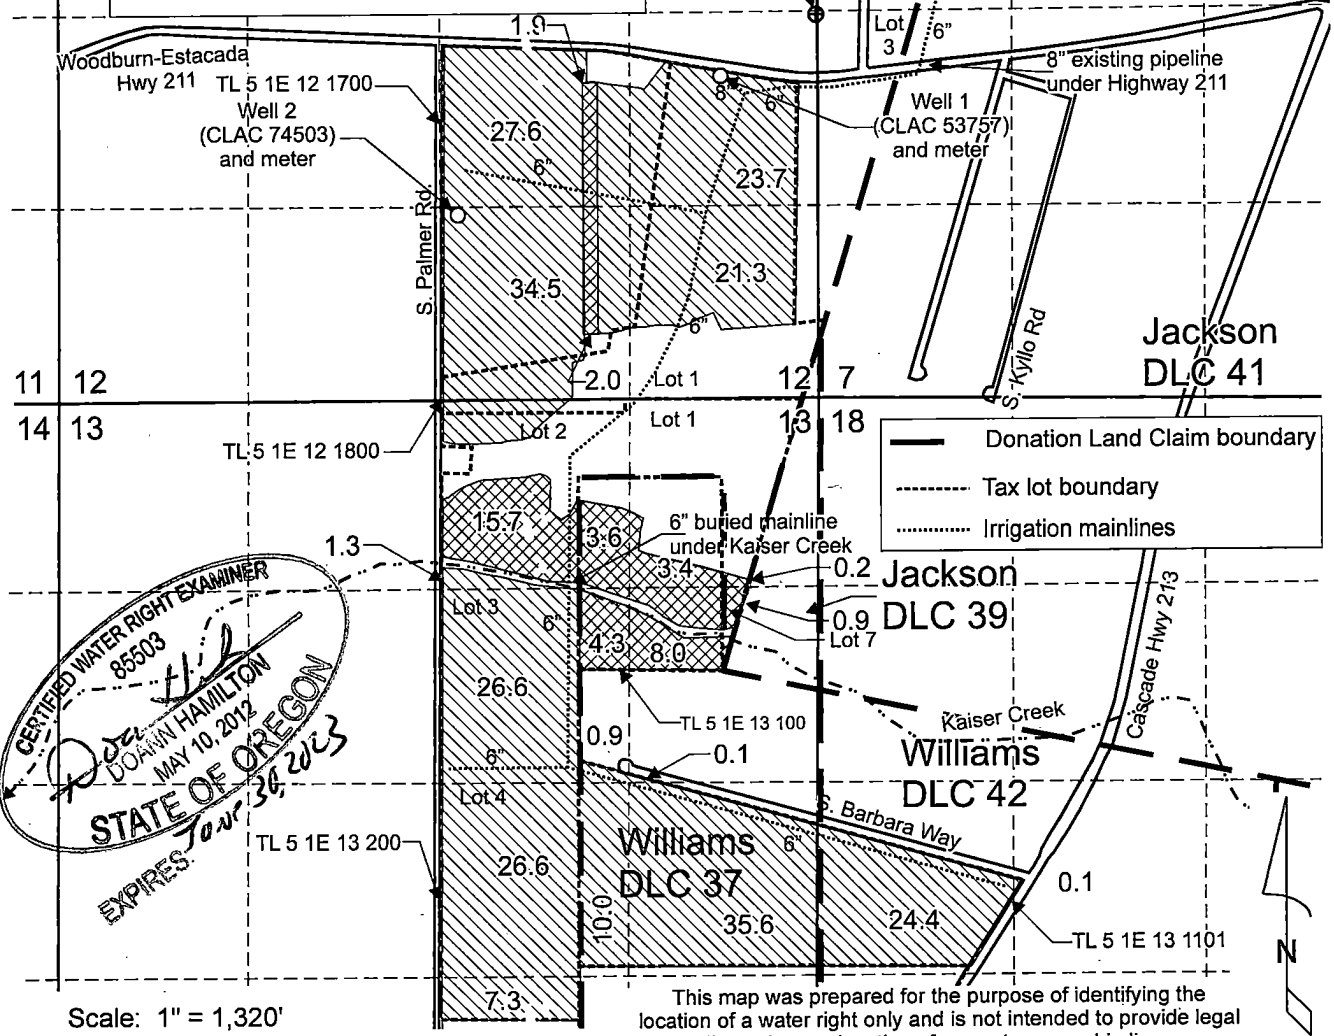 1.9
Woodburn-Estacada
Hwy 211
TL 5 1E 12 1700
Well 2
(CLAC 74503)
and meter
S. Palmer Rd.
27.6
6"
34.5
8"
6"
23.7
21.3
6"
Lot
3
6"
8" existing pipeline
under Highway 211
Well 1
(CLAC 53757)
and meter
S. Kyllo Rd
Jackson
DLC 41
11
12
2.0
Lot 1
12
7
14
13
Lot 2
Lot 1
13
18
TL 5 1E 12 1800
Donation Land Claim boundary
Tax lot boundary
Irrigation mainlines
15.7
3.6
6" buried mainline
under Kaiser Creek
3.4
1.3
0.2
Jackson
DLC 39
0.9
Lot 7
Lot 3
6"
4.3
8.0
26.6
TL 5 1E 13 100
Kaiser Creek
Cascade Hwy 213
0.9
0.1
Williams
DLC 42
6"
Lot 4
S. Barbara Way
6"
TL 5 1E 13 200
26.6
Williams
DLC 37
10.0
35.6
24.4
0.1
TL 5 1E 13 1101
7.3
N
CERTIFIED WATER RIGHT EXAMINER
85503
DOANN HAMILTON
MAY 10, 2012
STATE OF OREGON
EXPIRES: June 30, 2023
Scale: 1" = 1,320'
This map was prepared for the purpose of identifying the
location of a water right only and is not intended to provide legal